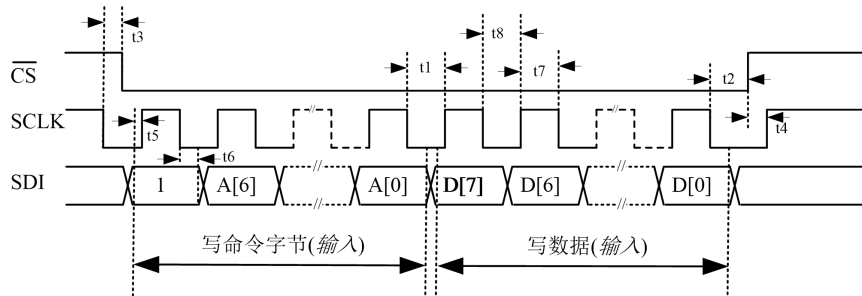 t3
t8
t1
t7
t2
CS
SCLK
t5
t4
t6
SDI
1
A[6]
A[0]
D[7]
D[6]
D[0]
写命令字节(输入)
写数据(输入)